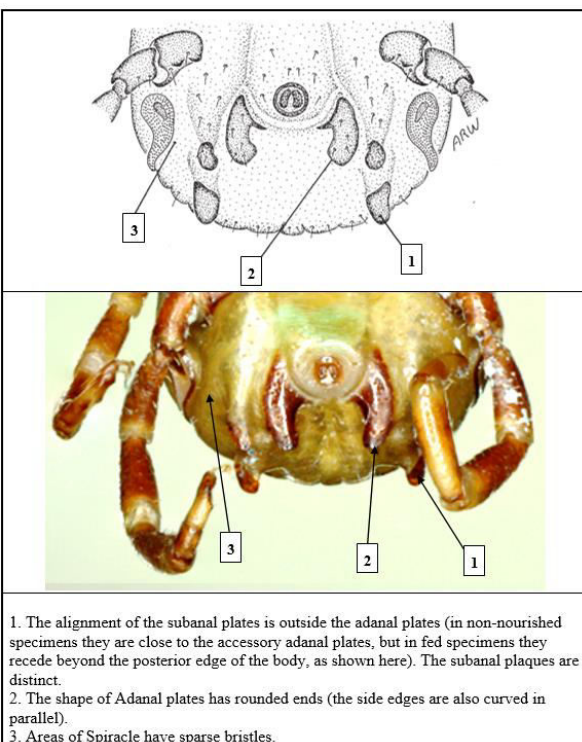 ARW
3
2
1
3
2
1
1. The alignment of the subanal plates is outside the adanal plates (in non-nourished
specimens they are close to the accessory adanal plates, but in fed specimens they
recede beyond the posterior edge of the body, as shown here). The subanal plaques are
distinct.
2. The shape of Adanal plates has rounded ends (the side edges are also curved in
parallel).
3. Areas of Spiracle have sparse bristles.